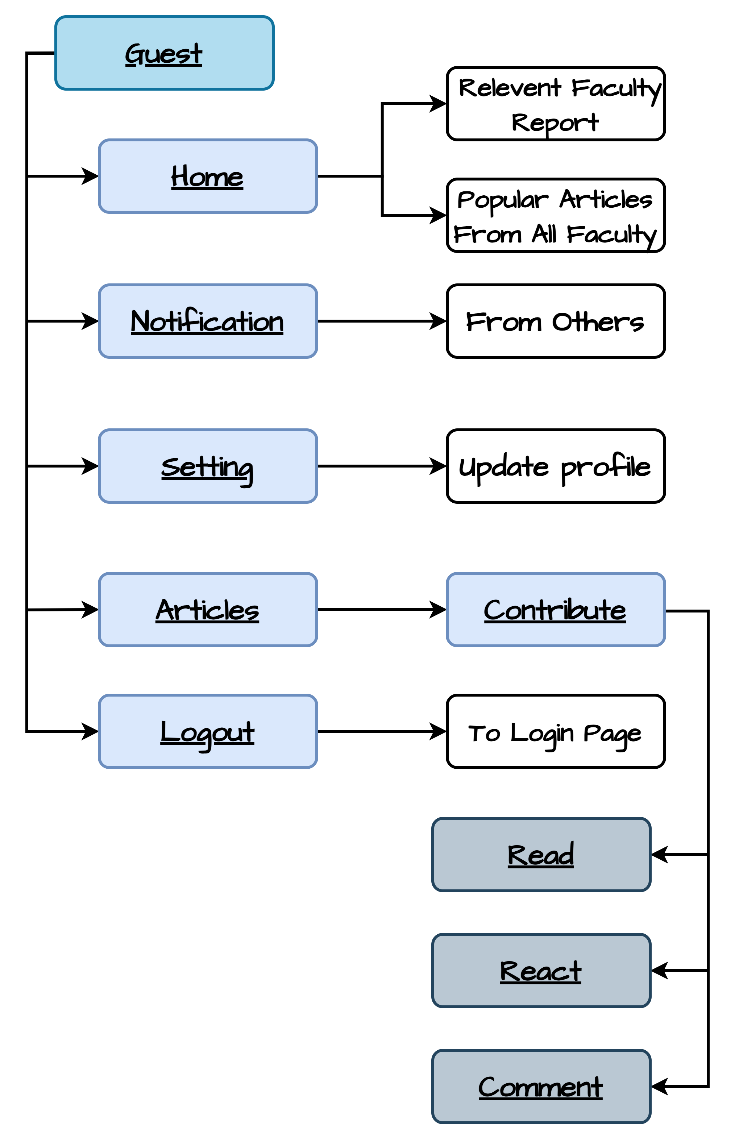 Guest
Home
Relevent Faculty
Report
Popular Articles
From All Faculty
Notification
From Others
Setting
Update profile
Articles
Contribute
Logout
To Login Page
Read
React
Comment